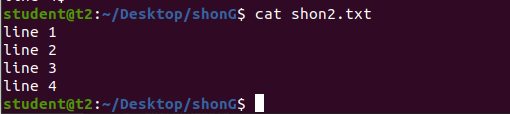 student@t2:~/Desktop/shonG$ cat shon2.txt
line 1
line 2
line 3
line 4
student@t2:~/Desktop/shonG$